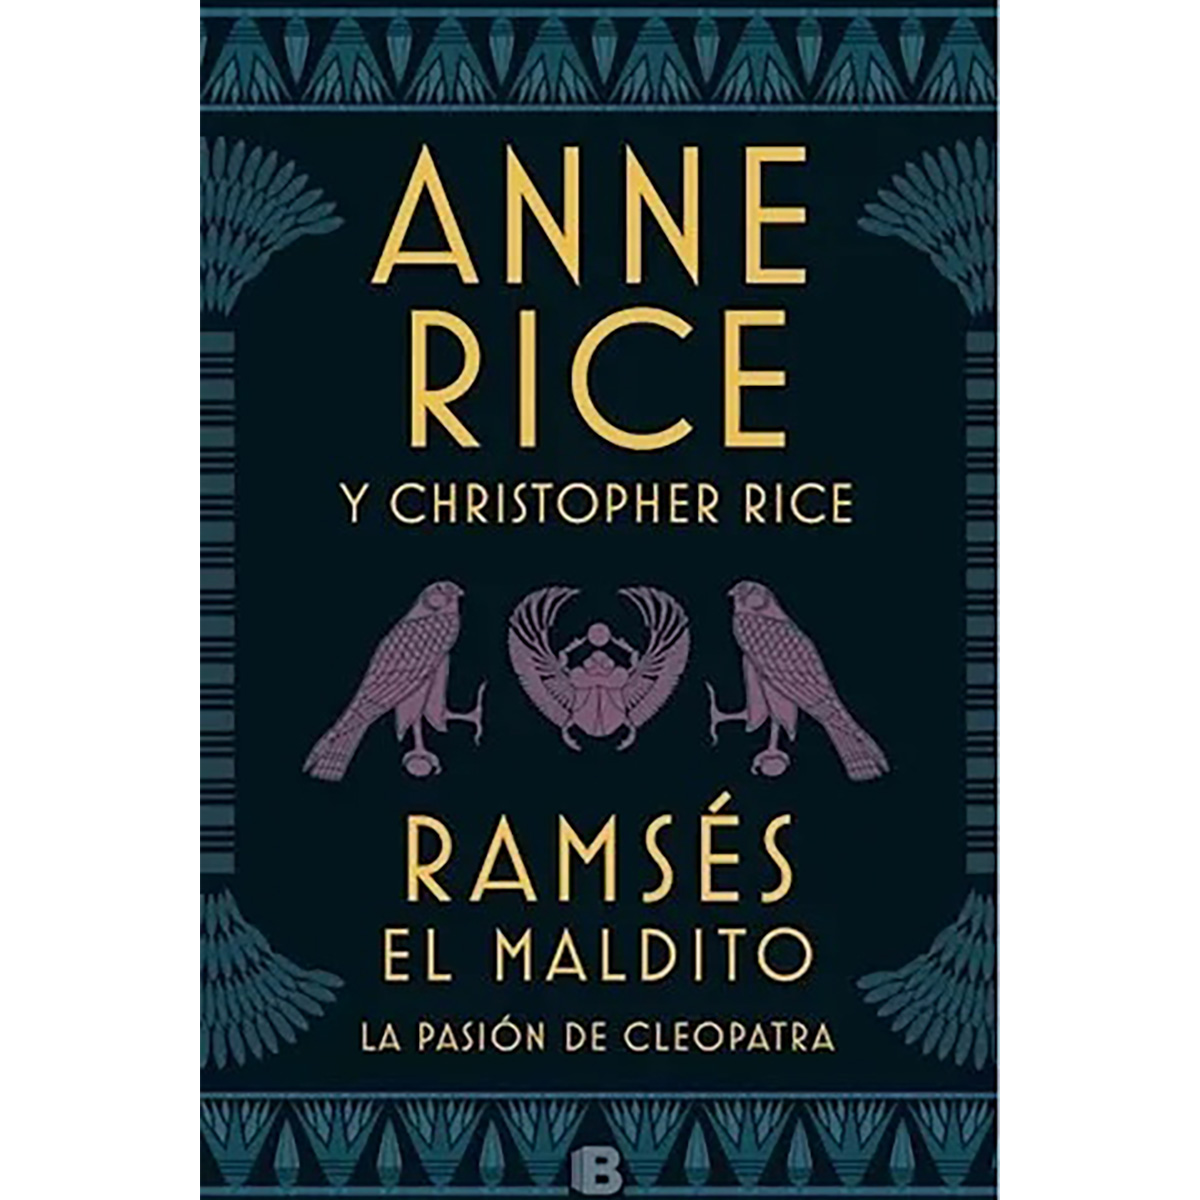 ANNE
RICE
Y CHRISTOPHER RICE
RAMSÉS
EL MALDITO
LA PASIÓN DE CLEOPATRA
B